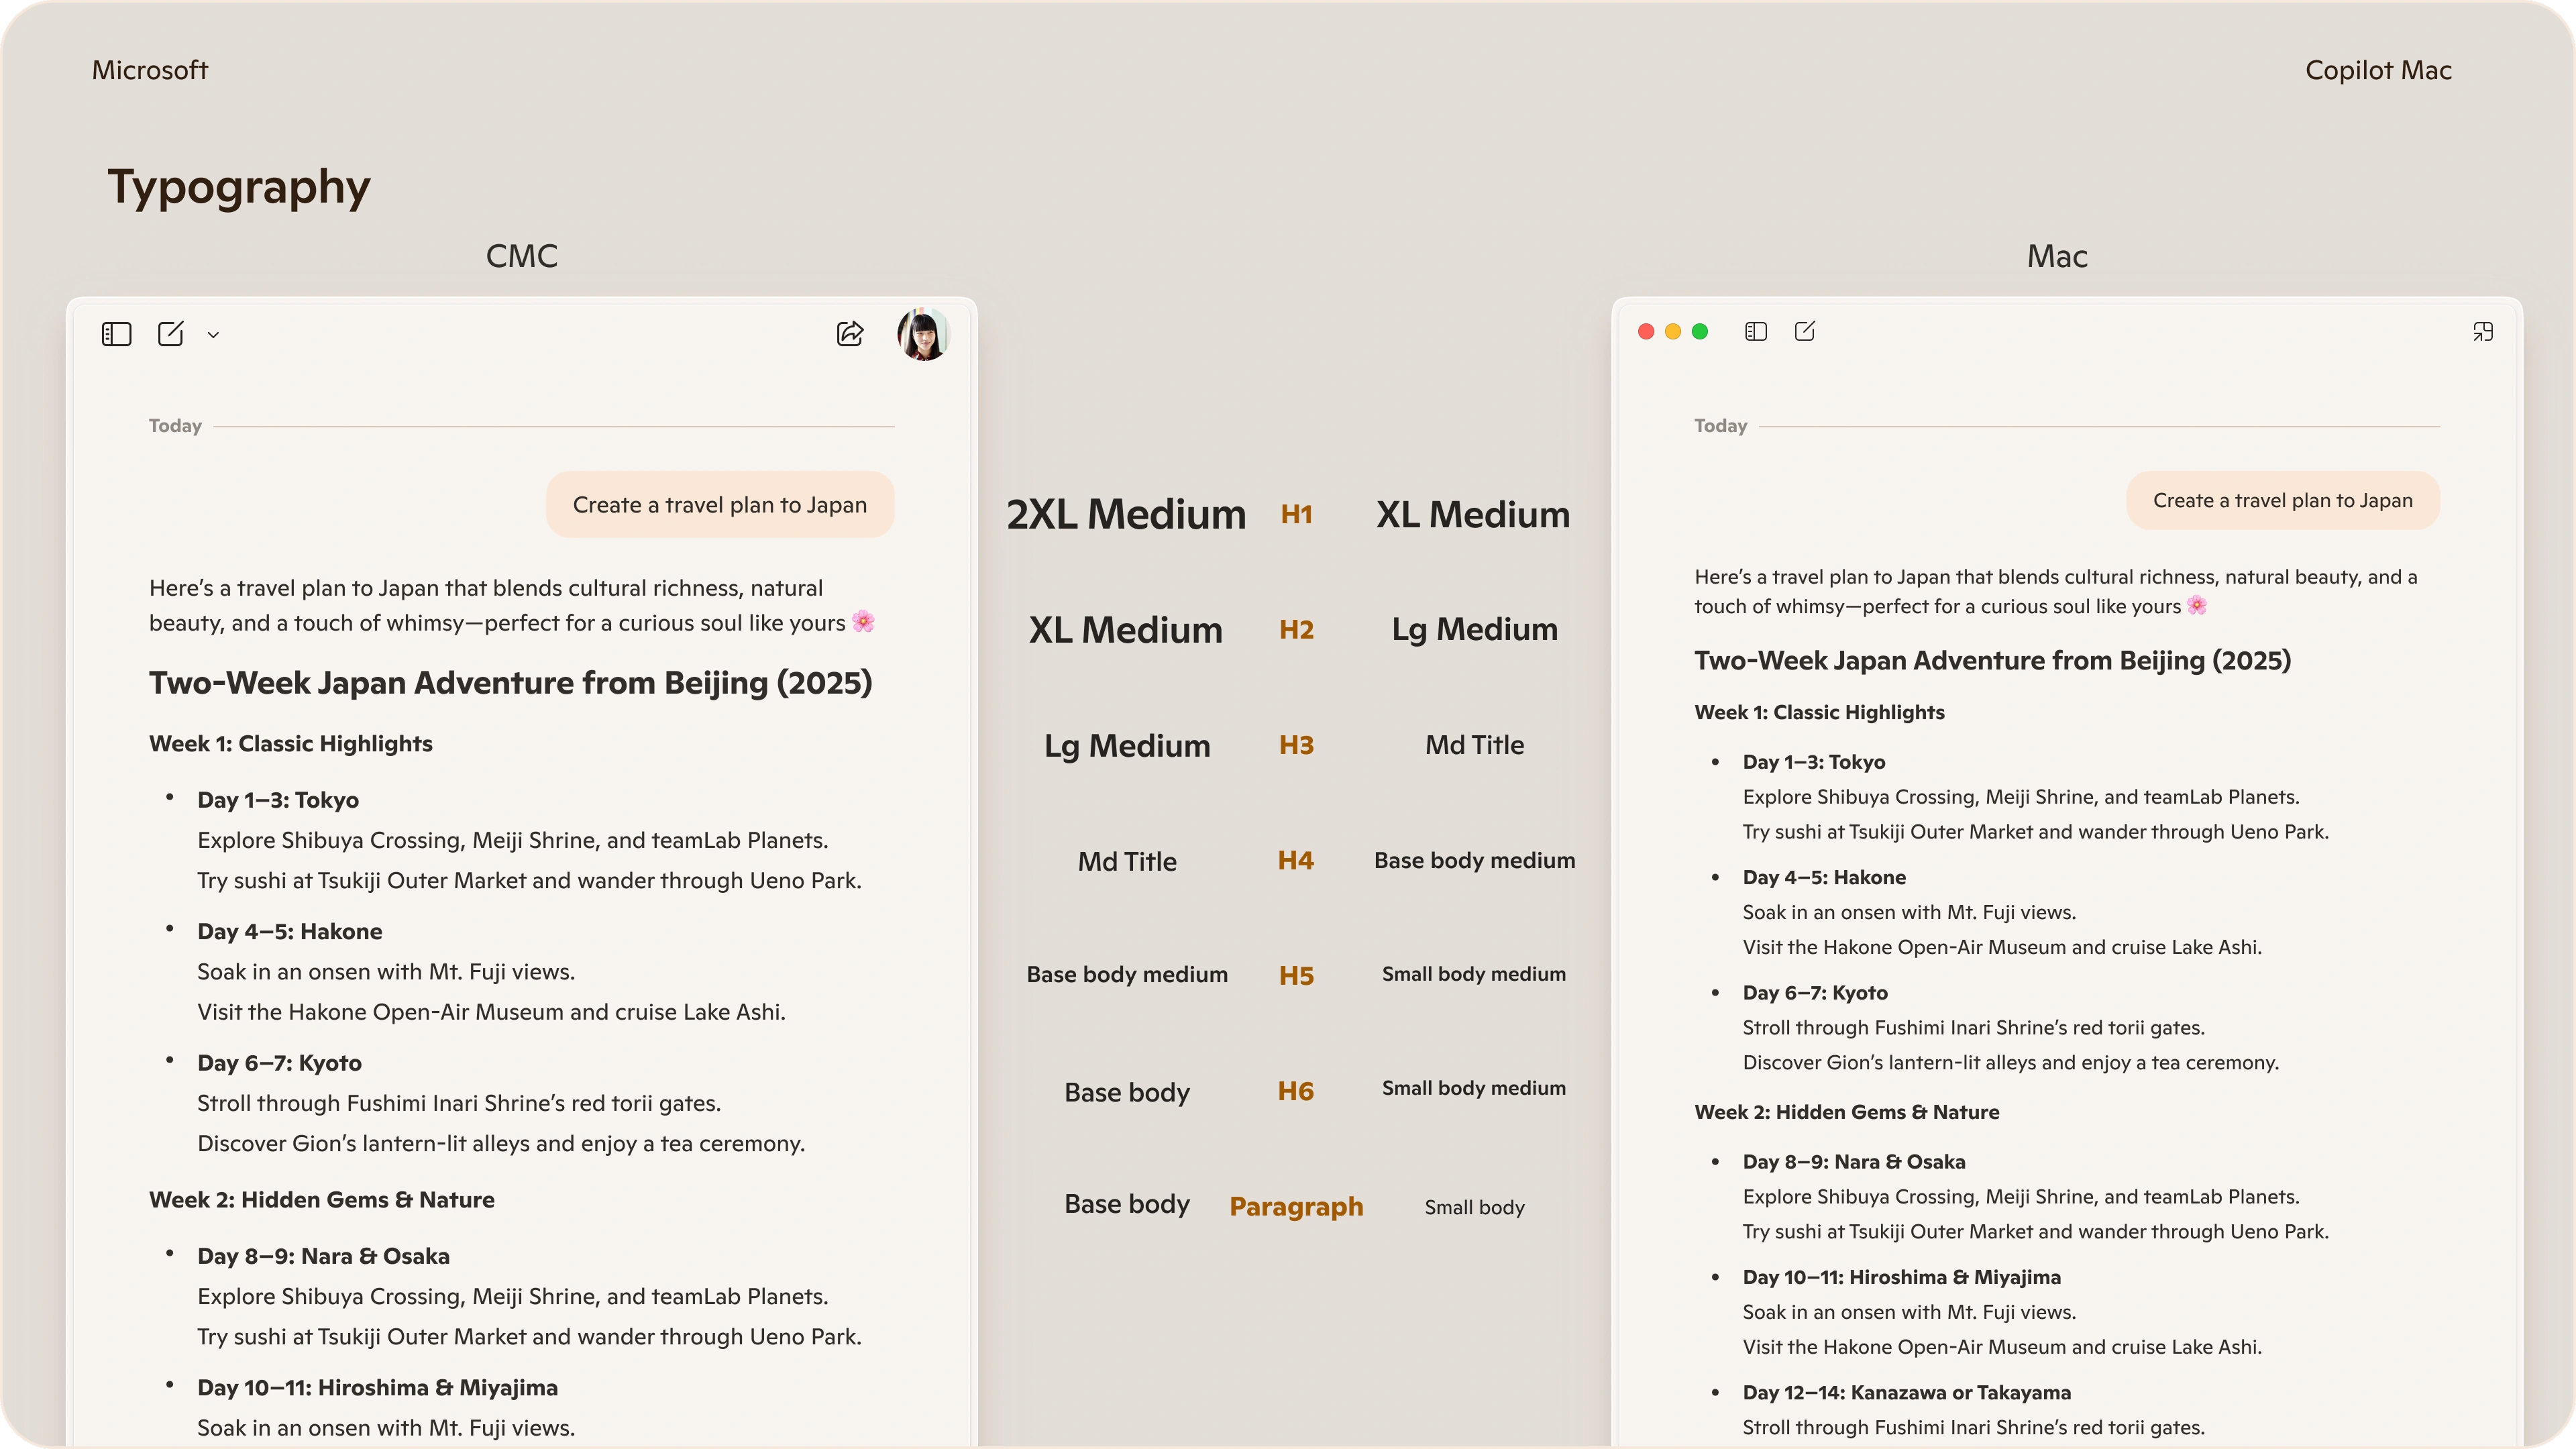 Microsoft
Copilot Mac
Typography
CMC
Mac
Today
Create a travel plan to Japan
Here’s a travel plan to Japan that blends cultural richness, natural
beauty, and a touch of whimsy—perfect for a curious soul like yours 🌸
Two-Week Japan Adventure from Beijing (2025)
Week 1: Classic Highlights
• Day 1–3: Tokyo
Explore Shibuya Crossing, Meiji Shrine, and teamLab Planets.
Try sushi at Tsukiji Outer Market and wander through Ueno Park.
• Day 4–5: Hakone
Soak in an onsen with Mt. Fuji views.
Visit the Hakone Open-Air Museum and cruise Lake Ashi.
• Day 6–7: Kyoto
Stroll through Fushimi Inari Shrine’s red torii gates.
Discover Gion’s lantern-lit alleys and enjoy a tea ceremony.
Week 2: Hidden Gems & Nature
• Day 8–9: Nara & Osaka
Explore Shibuya Crossing, Meiji Shrine, and teamLab Planets.
Try sushi at Tsukiji Outer Market and wander through Ueno Park.
• Day 10–11: Hiroshima & Miyajima
Soak in an onsen with Mt. Fuji views.
2XL Medium H1 XL Medium
XL Medium H2 Lg Medium
Lg Medium H3 Md Title
Md Title H4 Base body medium
Base body medium H5 Small body medium
Base body H6 Small body medium
Base body Paragraph Small body
Today
Create a travel plan to Japan
Here’s a travel plan to Japan that blends cultural richness, natural beauty, and a
touch of whimsy—perfect for a curious soul like yours 🌸
Two-Week Japan Adventure from Beijing (2025)
Week 1: Classic Highlights
• Day 1–3: Tokyo
Explore Shibuya Crossing, Meiji Shrine, and teamLab Planets.
Try sushi at Tsukiji Outer Market and wander through Ueno Park.
• Day 4–5: Hakone
Soak in an onsen with Mt. Fuji views.
Visit the Hakone Open-Air Museum and cruise Lake Ashi.
• Day 6–7: Kyoto
Stroll through Fushimi Inari Shrine’s red torii gates.
Discover Gion’s lantern-lit alleys and enjoy a tea ceremony.
Week 2: Hidden Gems & Nature
• Day 8–9: Nara & Osaka
Explore Shibuya Crossing, Meiji Shrine, and teamLab Planets.
Try sushi at Tsukiji Outer Market and wander through Ueno Park.
• Day 10–11: Hiroshima & Miyajima
Soak in an onsen with Mt. Fuji views.
Visit the Hakone Open-Air Museum and cruise Lake Ashi.
• Day 12–14: Kanazawa or Takayama
Stroll through Fushimi Inari Shrine’s red torii gates.